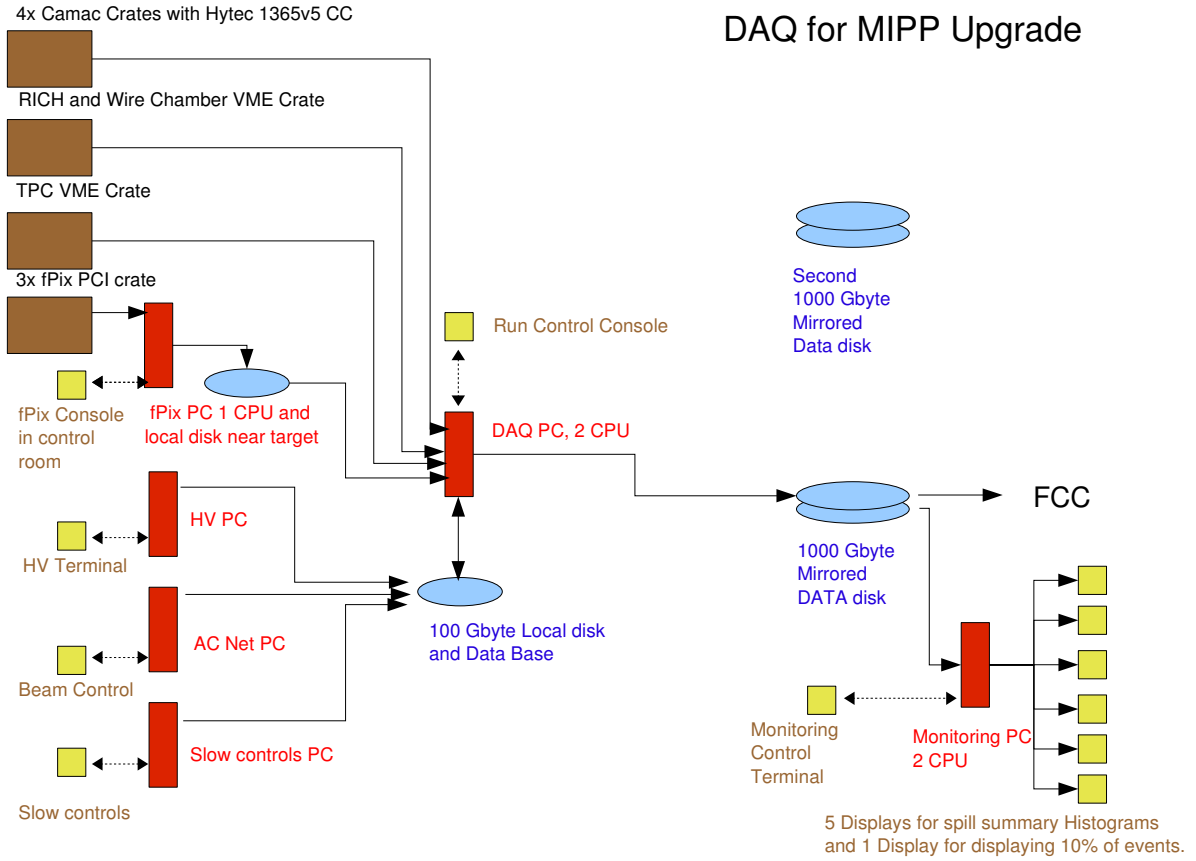 4x Camac Crates with Hytec 1365v5 CC
DAQ for MIPP Upgrade
RICH and Wire Chamber VME Crate
TPC VME Crate
3x fPix PCI crate
Second
1000 Gbyte
Mirrored
Data disk
Run Control Console
fPix Console
in control
room
fPix PC 1 CPU and
local disk near target
DAQ PC, 2 CPU
HV PC
HV Terminal
FCC
1000 Gbyte
Mirrored
DATA disk
100 Gbyte Local disk
and Data Base
AC Net PC
Beam Control
Slow controls PC
Slow controls
Monitoring
Control
Terminal
Monitoring PC
2 CPU
5 Displays for spill summary Histograms
and 1 Display for displaying 10% of events.